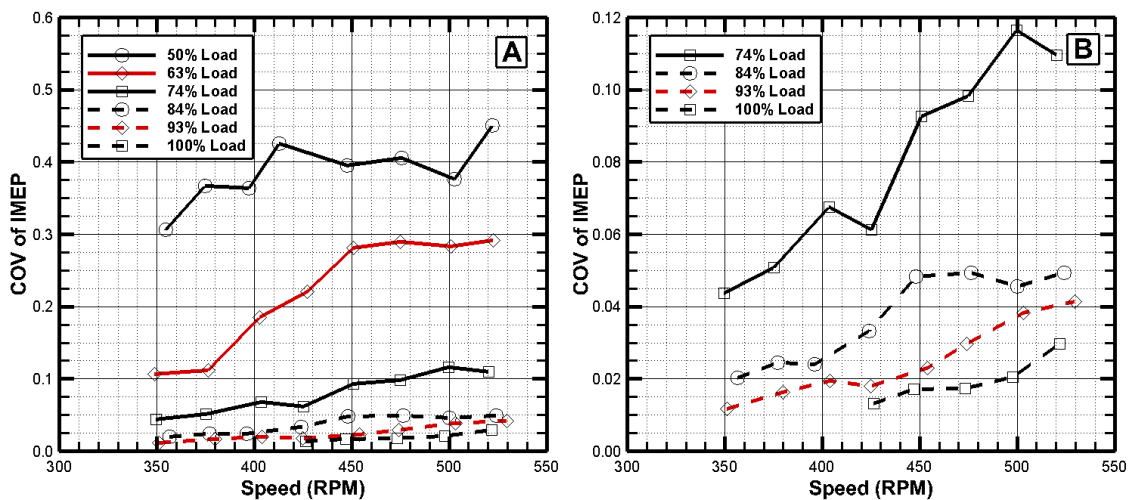 A
50% Load
63% Load
74% Load
84% Load
93% Load
100% Load
COV of IMEP
0.5
0.4
0.3
0.2
0.1
0.0
300 350 400 450 500 550
Speed (RPM)
B
74% Load
84% Load
93% Load
100% Load
COV of IMEP
0.12
0.10
0.08
0.06
0.04
0.02
0.00
300 350 400 450 500 550
Speed (RPM)